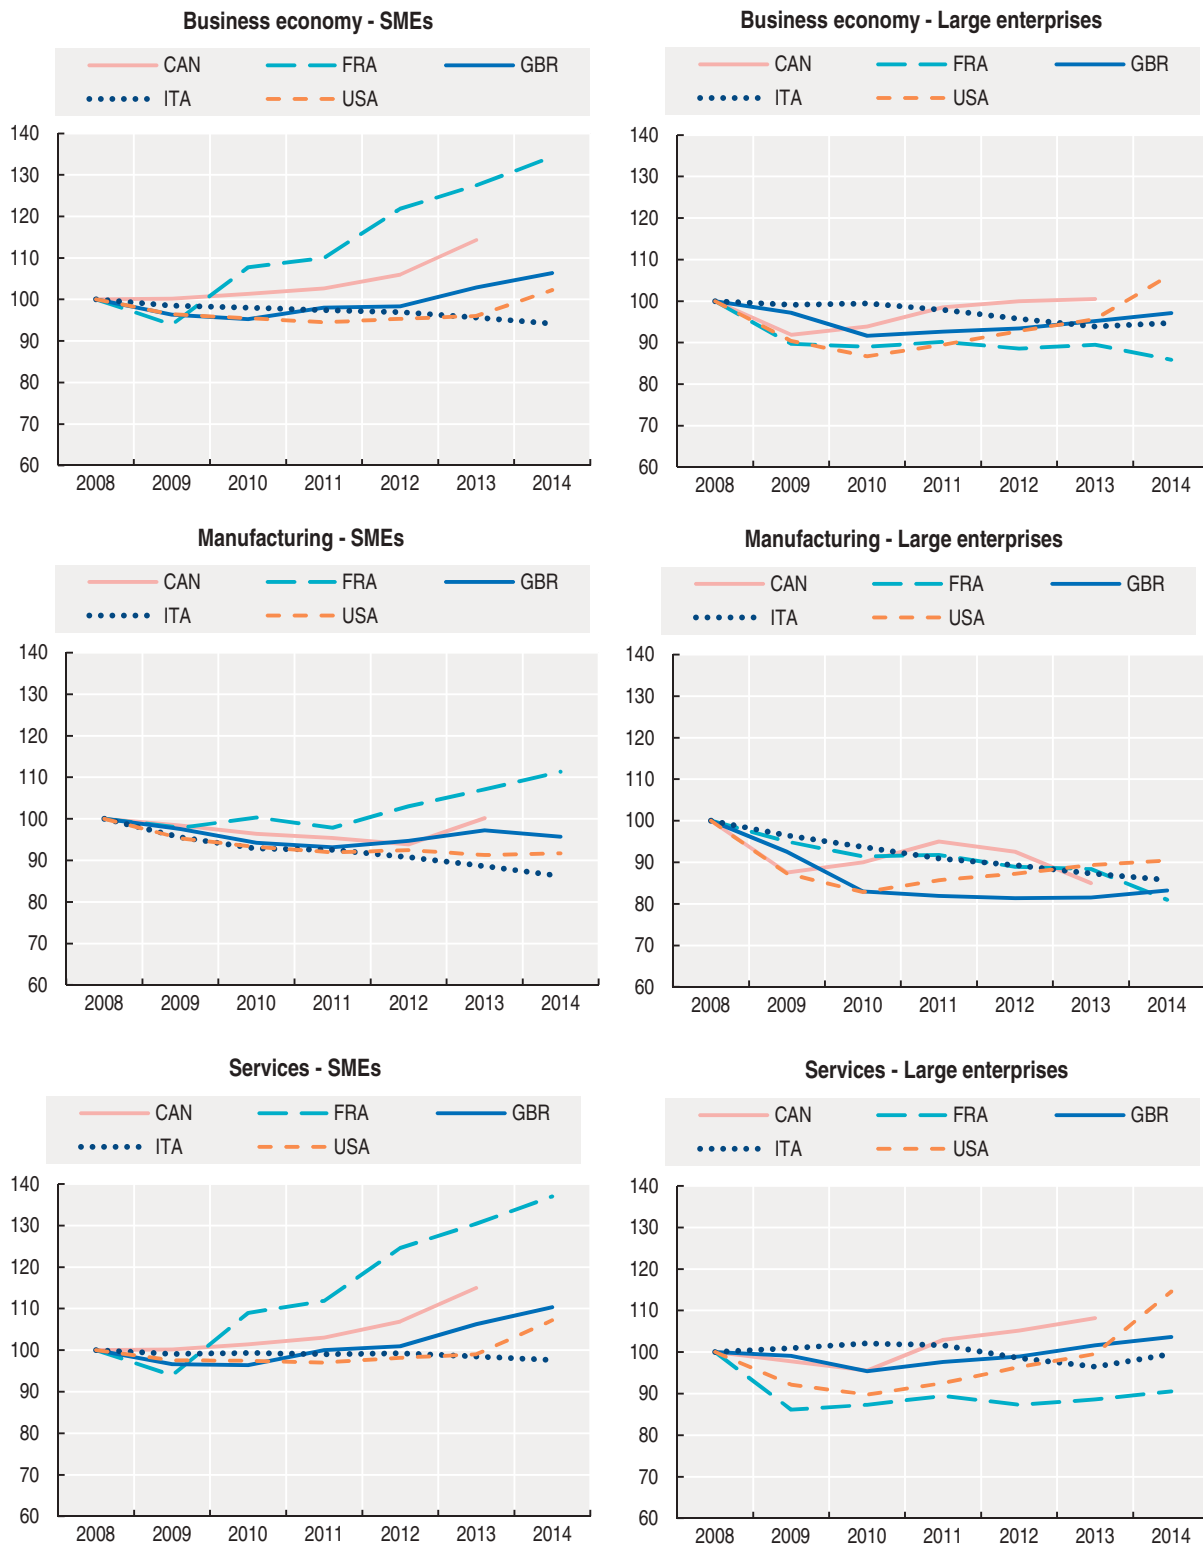 Business economy - SMEs
CAN FRA GBR
ITA USA
140
130
120
110
100
90
80
70
60
2008 2009 2010 2011 2012 2013 2014
Business economy - Large enterprises
CAN FRA GBR
ITA USA
140
130
120
110
100
90
80
70
60
2008 2009 2010 2011 2012 2013 2014
Manufacturing - SMEs
CAN FRA GBR
ITA USA
140
130
120
110
100
90
80
70
60
2008 2009 2010 2011 2012 2013 2014
Manufacturing - Large enterprises
CAN FRA GBR
ITA USA
140
130
120
110
100
90
80
70
60
2008 2009 2010 2011 2012 2013 2014
Services - SMEs
CAN FRA GBR
ITA USA
140
130
120
110
100
90
80
70
60
2008 2009 2010 2011 2012 2013 2014
Services - Large enterprises
CAN FRA GBR
ITA USA
140
130
120
110
100
90
80
70
60
2008 2009 2010 2011 2012 2013 2014